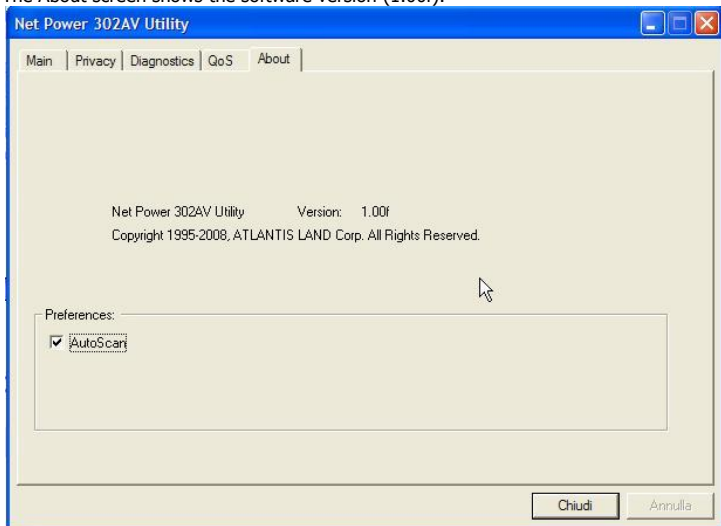 The About screen shows the software version (1.00f).
Net Power 302AV Utility
Main Privacy Diagnostics QoS About
Net Power 302AV Utility Version: 1.00f
Copyright 1995-2008, ATLANTIS LAND Corp. All Rights Reserved.
Preferences:
AutoScan
Chiudi Annulla